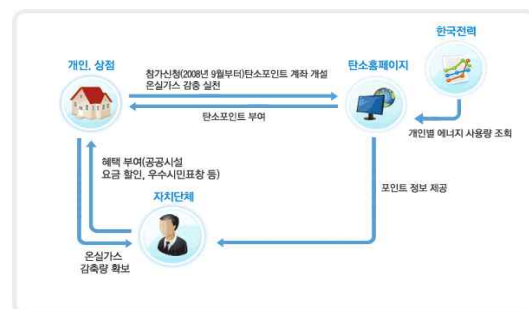 한국전력
개인, 상점
탄소홈페이지
참가신청(2008년 9월부터)탄소포인트 계좌 개설
온실가스 감축 실천
탄소포인트 부여
개인별 에너지 사용량 조회
혜택 부여(공공시설
요금 할인, 우수시민표창 등)
포인트 정보 제공
자치단체
온실가스
감축량 확보